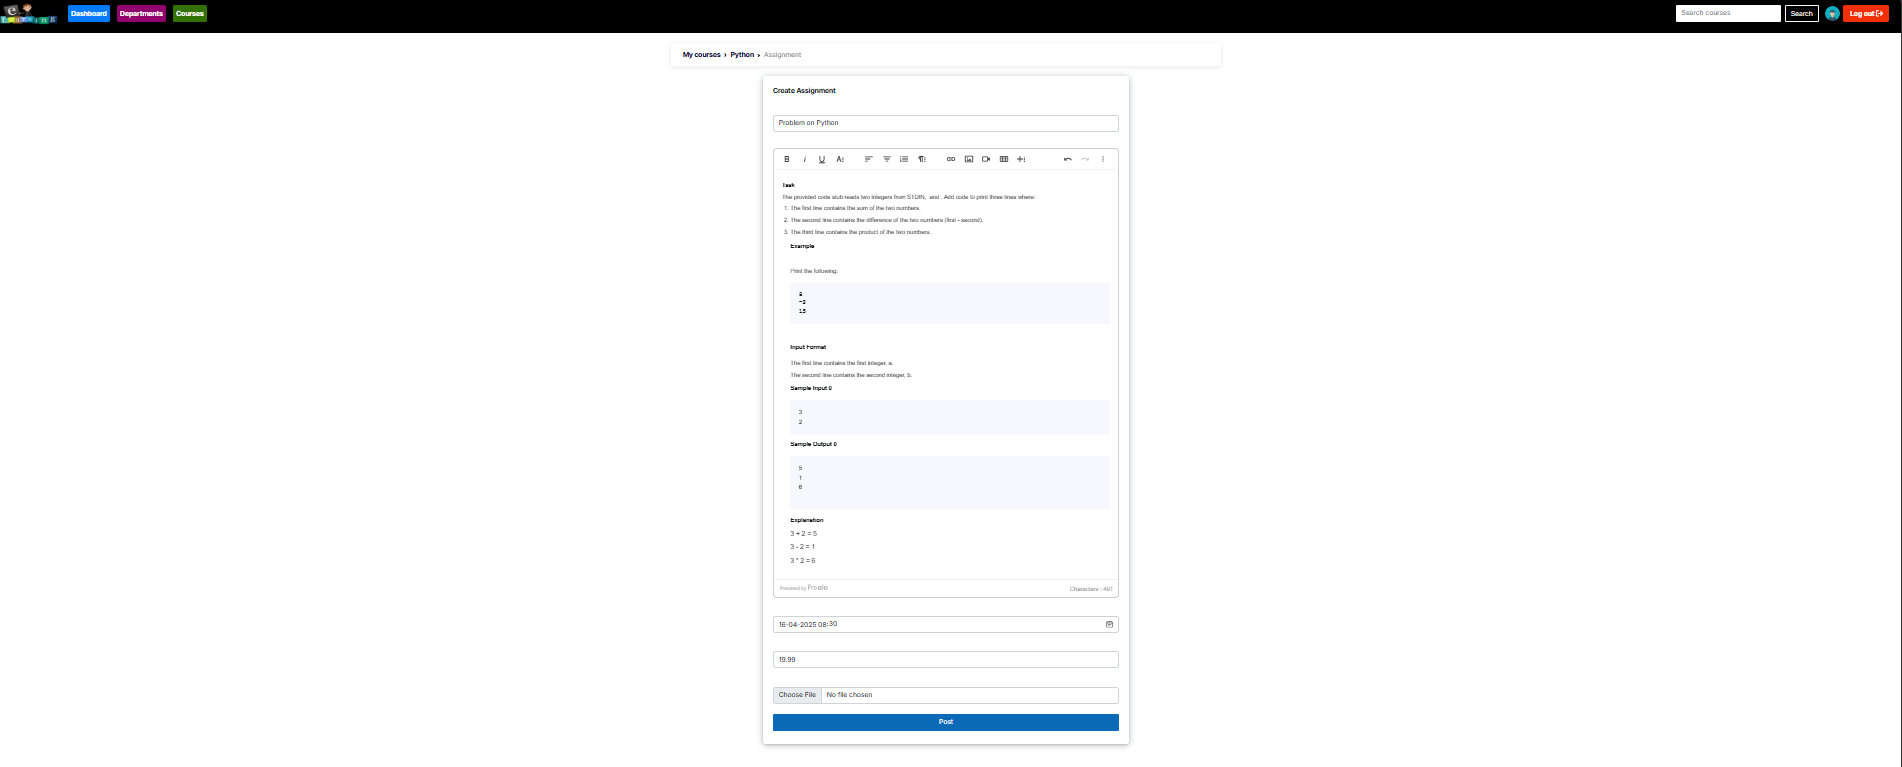 e
Learning
Dashboard
Departments
Courses
Search courses
Search
Log out
My courses › Python › Assignment
Create Assignment
Problem on Python
Task
The provided code stub reads two integers from STDIN, and . Add code to print three lines where:
1. The first line contains the sum of the two numbers.
2. The second line contains the difference of the two numbers (first - second).
3. The third line contains the product of the two numbers.
Example
Print the following:
8
-2
15
Input Format
The first line contains the first integer, a.
The second line contains the second integer, b.
Sample Input 0
3
2
Sample Output 0
5
1
6
Explanation
3 + 2 = 5
3 - 2 = 1
3 * 2 = 6
Powered by Froala
Characters : 491
16-04-2025 08:30
19.99
Choose File No file chosen
Post